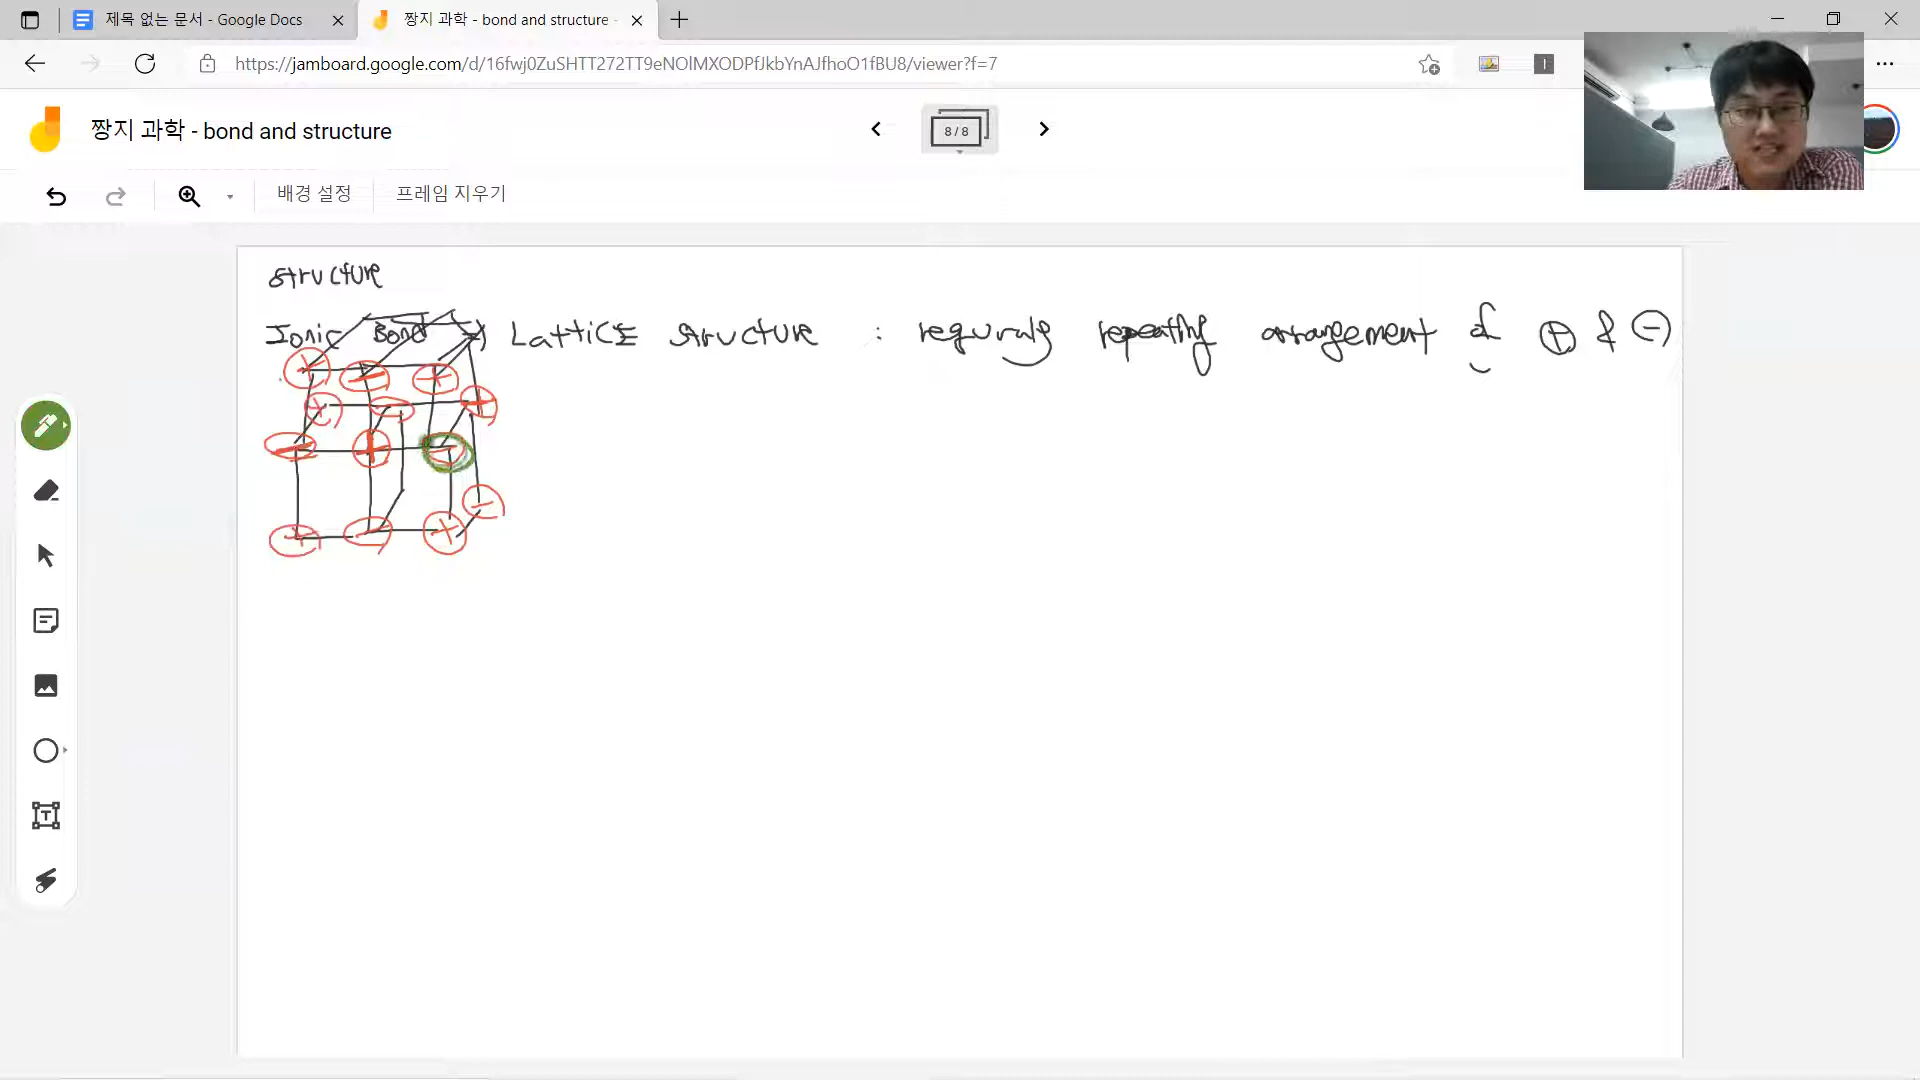 제목 없는 문서 - Google Docs
짱지 과학 - bond and structure -
https://jamboard.google.com/d/16fwj0ZuSHTT272TT9eNOlMXODPfJkbYnAJfhoO1fBU8/viewer?f=7
짱지 과학 - bond and structure
8 / 8
배경 설정
프레임 지우기
structure
Ionic Bond Lattice structure : reguraly repeating arrangement of ⊕ & ⊖